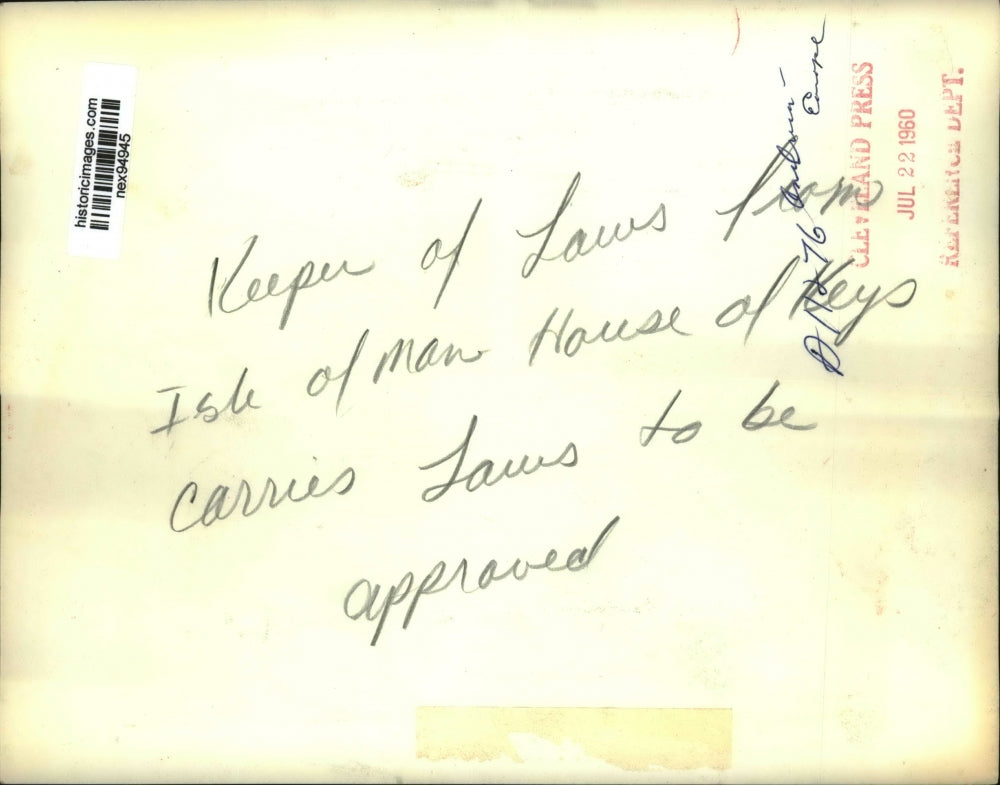 historicimages.com
nex94945
Keeper of Laws from
Isle of Man House of Keys
carries Laws to be
approved
Europe
CLEVELAND PRESS
JUL 22 1960
REFERENCE DEPT.